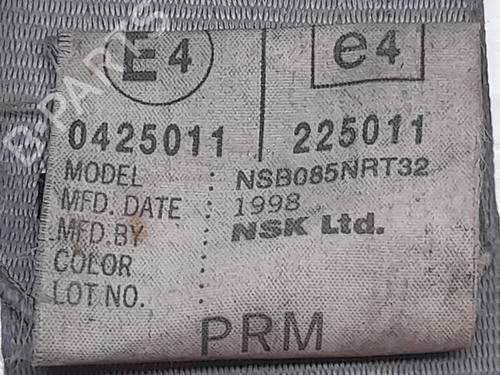 E4 e4
0425011 225011
MODEL : NSB085NRT32
MFD. DATE : 1998
MFD.BY : NSK Ltd.
COLOR :
LOT NO. :
PRM
B-PARTS